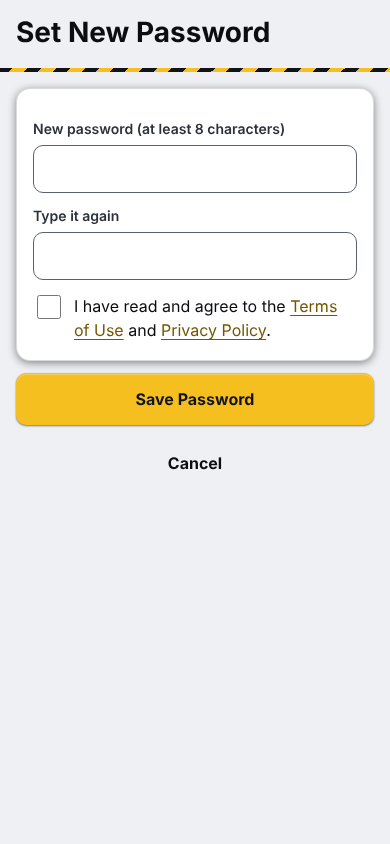 Set New Password
New password (at least 8 characters)
Type it again
I have read and agree to the Terms
of Use and Privacy Policy.
Save Password
Cancel